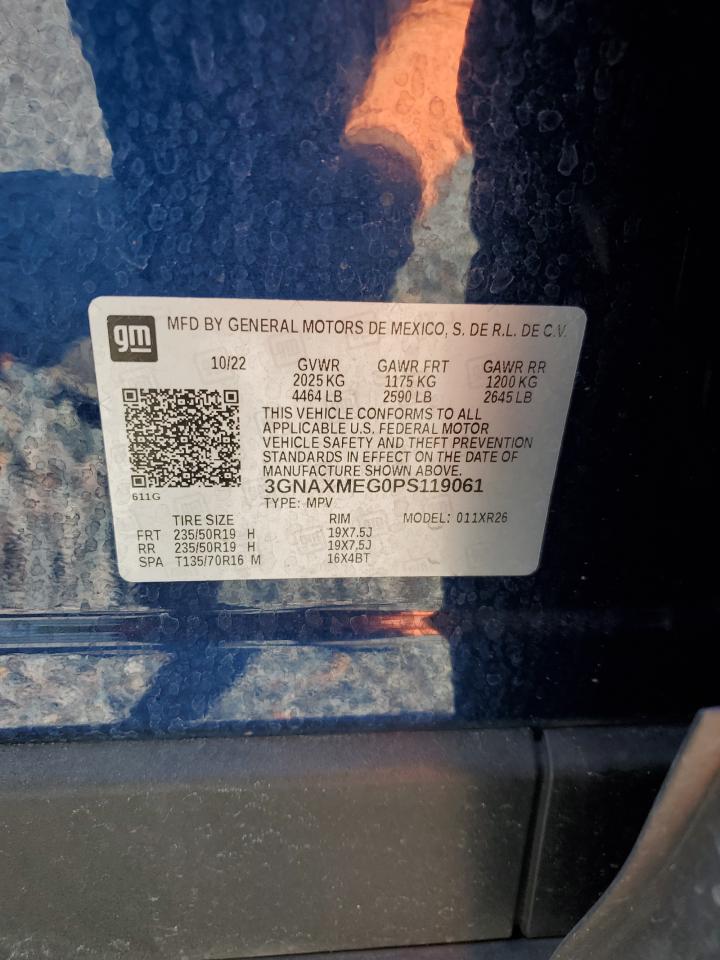 gm
MFD BY GENERAL MOTORS DE MEXICO, S. DE R.L. DE C.V.
10/22 GVWR GAWR FRT GAWR RR
2025 KG 1175 KG 1200 KG
4464 LB 2590 LB 2645 LB
THIS VEHICLE CONFORMS TO ALL
APPLICABLE U.S. FEDERAL MOTOR
VEHICLE SAFETY AND THEFT PREVENTION
STANDARDS IN EFFECT ON THE DATE OF
MANUFACTURE SHOWN ABOVE.
611G
3GNAXMEG0PS119061
TYPE: MPV
TIRE SIZE RIM MODEL: 011XR26
FRT 235/50R19 H 19X7.5J
RR 235/50R19 H 19X7.5J
SPA T135/70R16 M 16X4BT